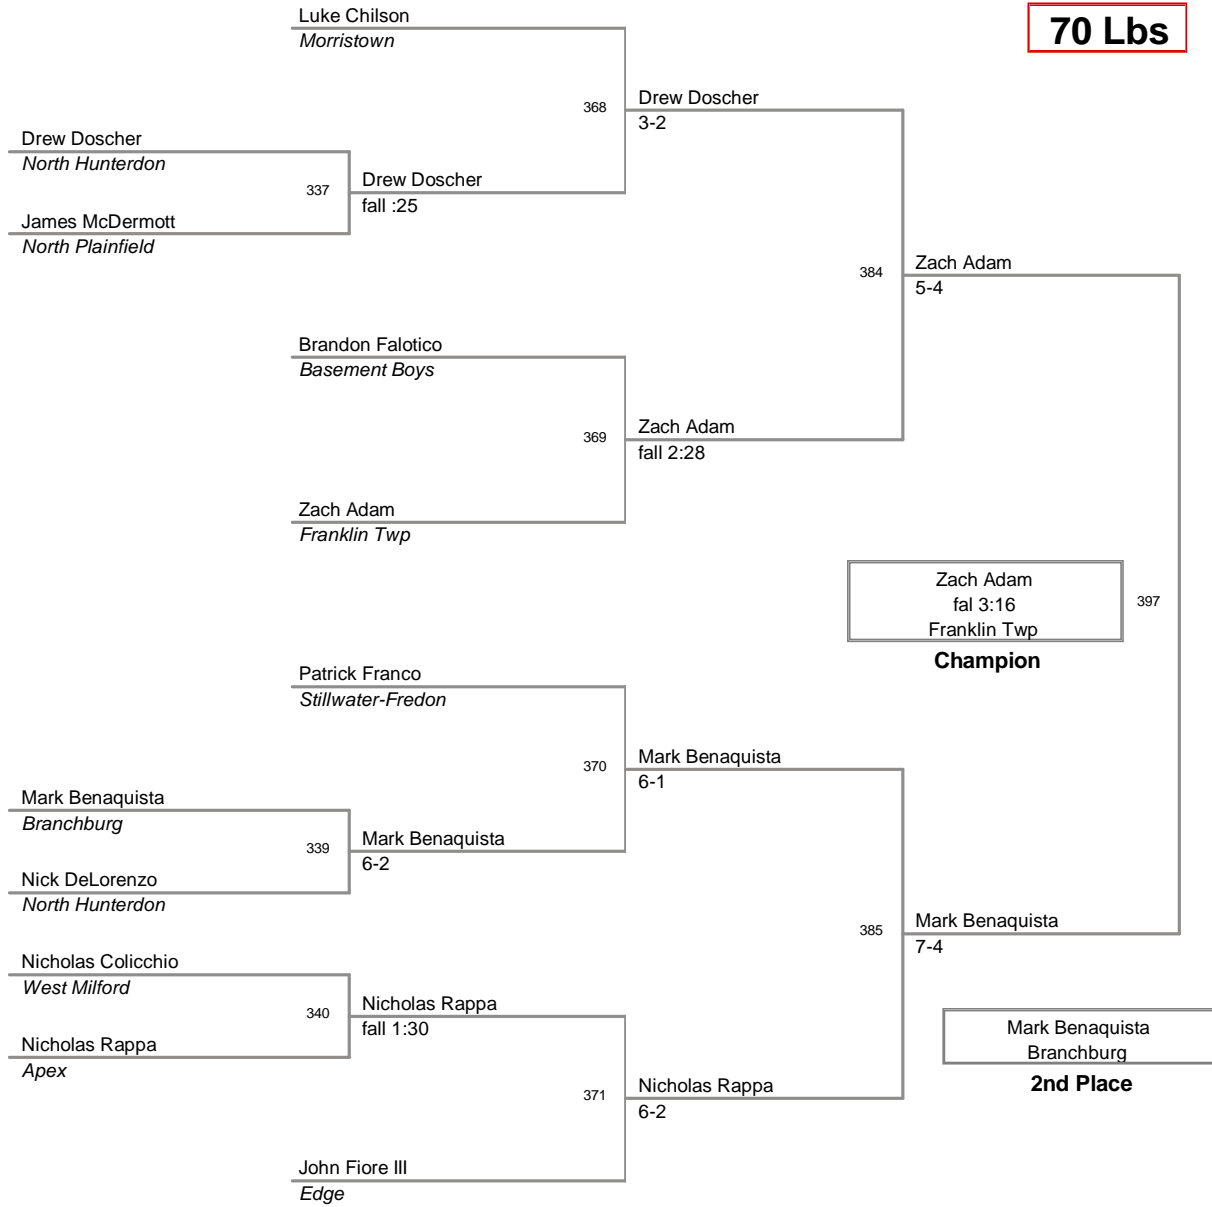 Luke Chilson
Morristown
70 Lbs
368
Drew Doscher
3-2
Drew Doscher
North Hunterdon
337
Drew Doscher
fall :25
James McDermott
North Plainfield
384
Zach Adam
5-4
Brandon Falotico
Basement Boys
369
Zach Adam
fall 2:28
Zach Adam
Franklin Twp
Zach Adam
fal 3:16
Franklin Twp
397
Champion
Patrick Franco
Stillwater-Fredon
370
Mark Benaquista
6-1
Mark Benaquista
Branchburg
339
Mark Benaquista
6-2
Nick DeLorenzo
North Hunterdon
385
Mark Benaquista
7-4
Nicholas Colicchio
West Milford
340
Nicholas Rappa
fall 1:30
Nicholas Rappa
Apex
Mark Benaquista
Branchburg
2nd Place
371
Nicholas Rappa
6-2
John Fiore III
Edge